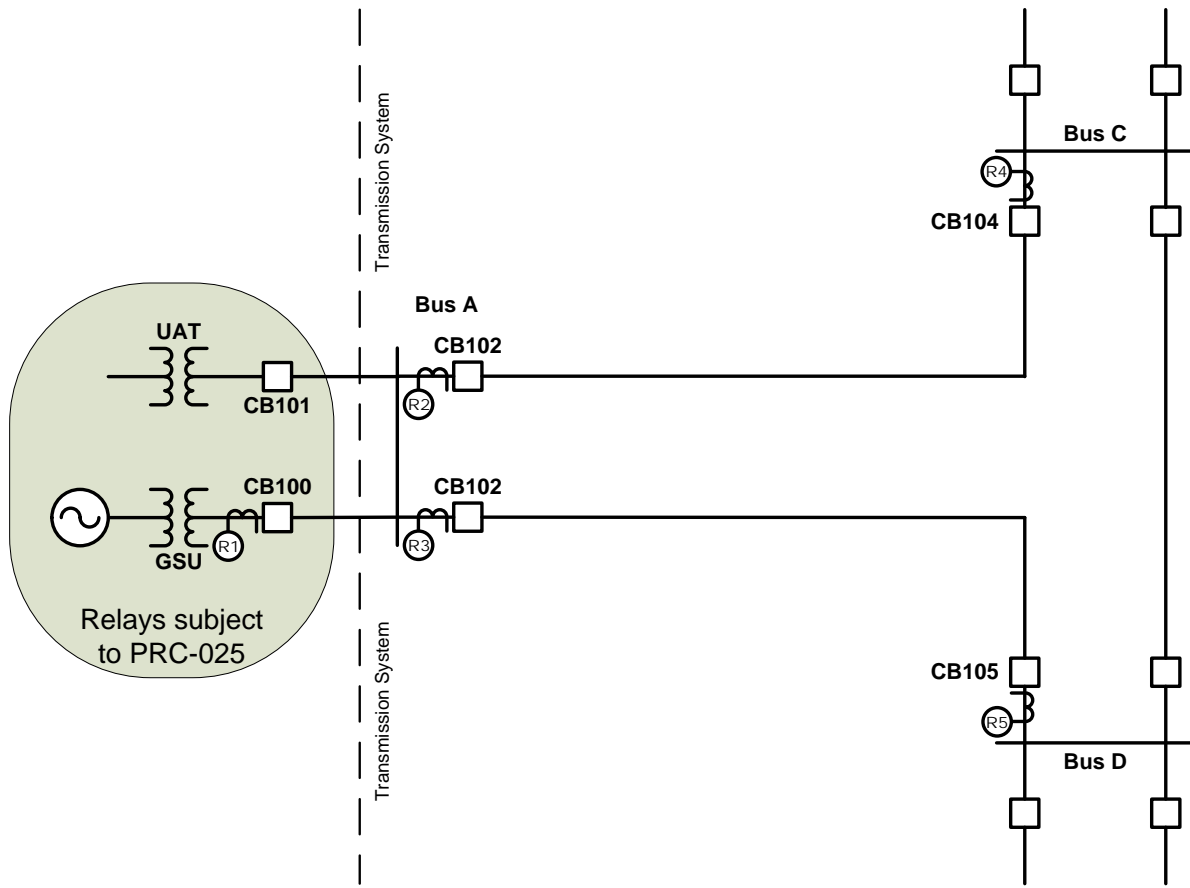 Transmission System
Bus C
R4
CB104
Bus A
UAT
CB102
CB101
R2
CB100
CB102
R1
R3
GSU
Relays subject
to PRC-025
Transmission System
CB105
R5
Bus D